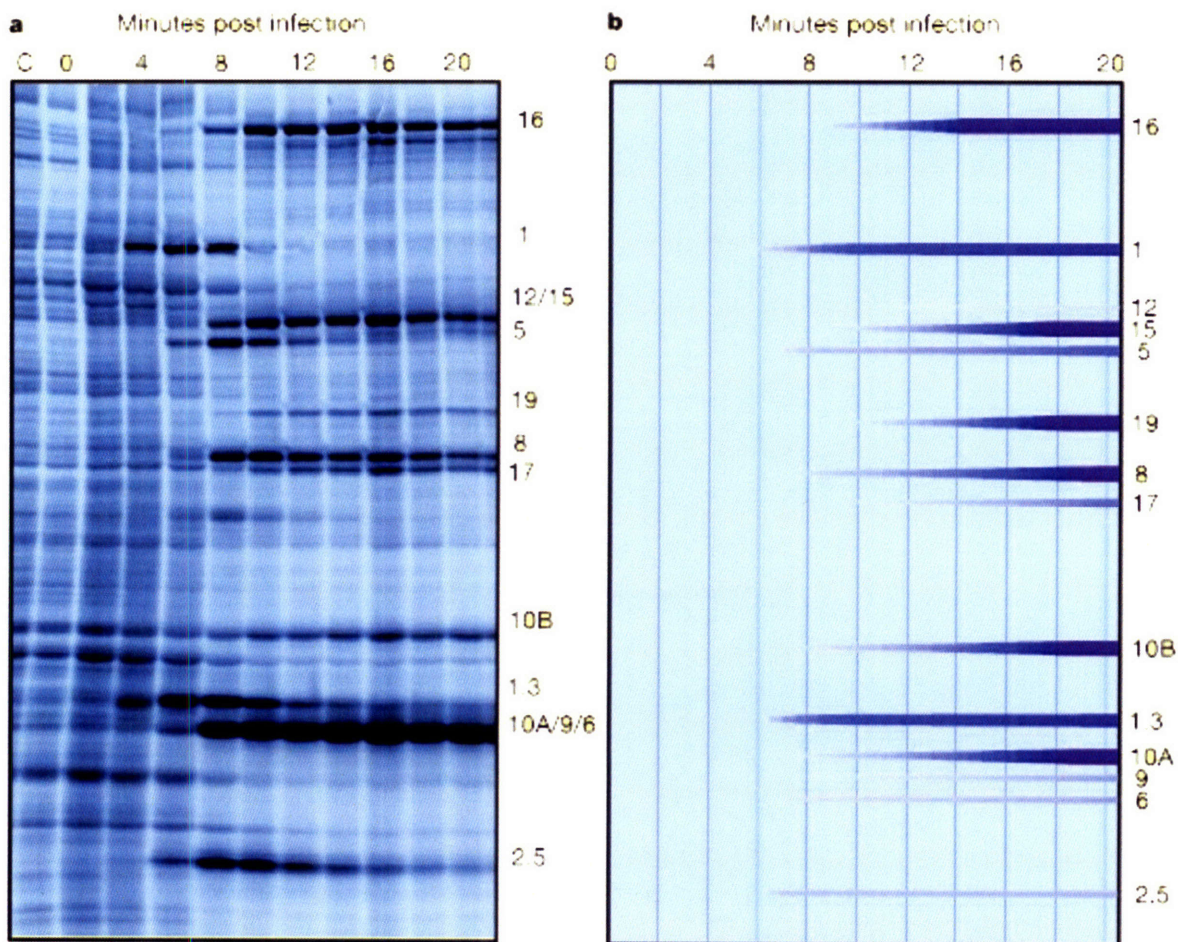 a Minutes post infection
C 0 4 8 12 16 20
16
1
12/15
5
19
8
17
10B
1.3
10A/9/6
2.5
b Minutes post infection
0 4 8 12 16 20
16
1
12
15
5
19
8
17
10B
1.3
10A
9
6
2.5